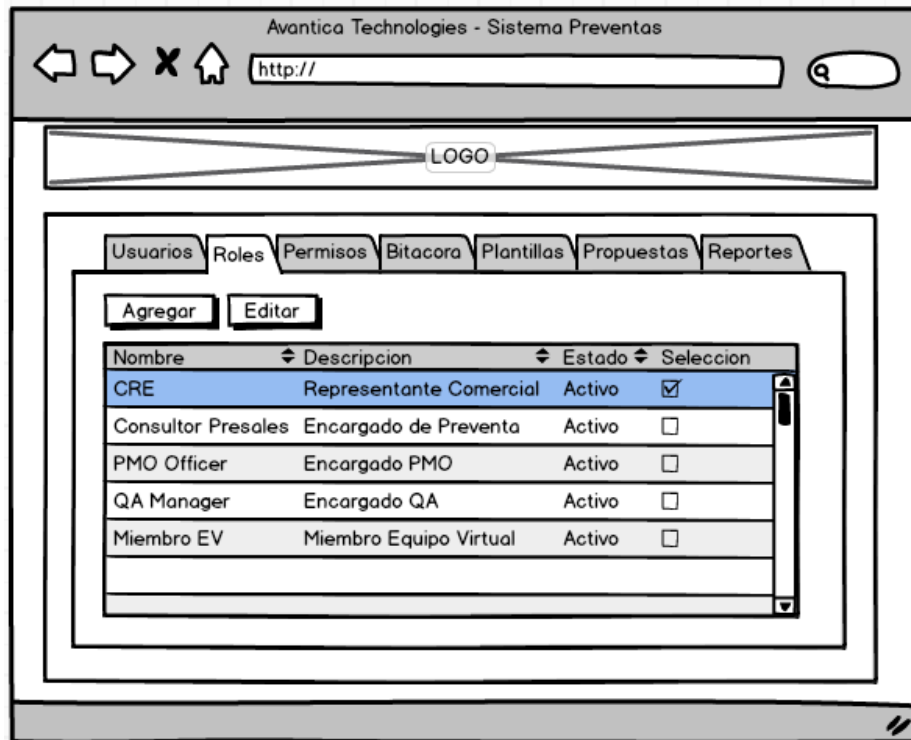 Avantica Technologies - Sistema Preventas
http://
LOGO
Usuarios Roles Permisos Bitacora Plantillas Propuestas Reportes
Agregar Editar
Nombre Descripcion Estado Seleccion
CRE Representante Comercial Activo
Consultor Presales Encargado de Preventa Activo
PMO Officer Encargado PMO Activo
QA Manager Encargado QA Activo
Miembro EV Miembro Equipo Virtual Activo